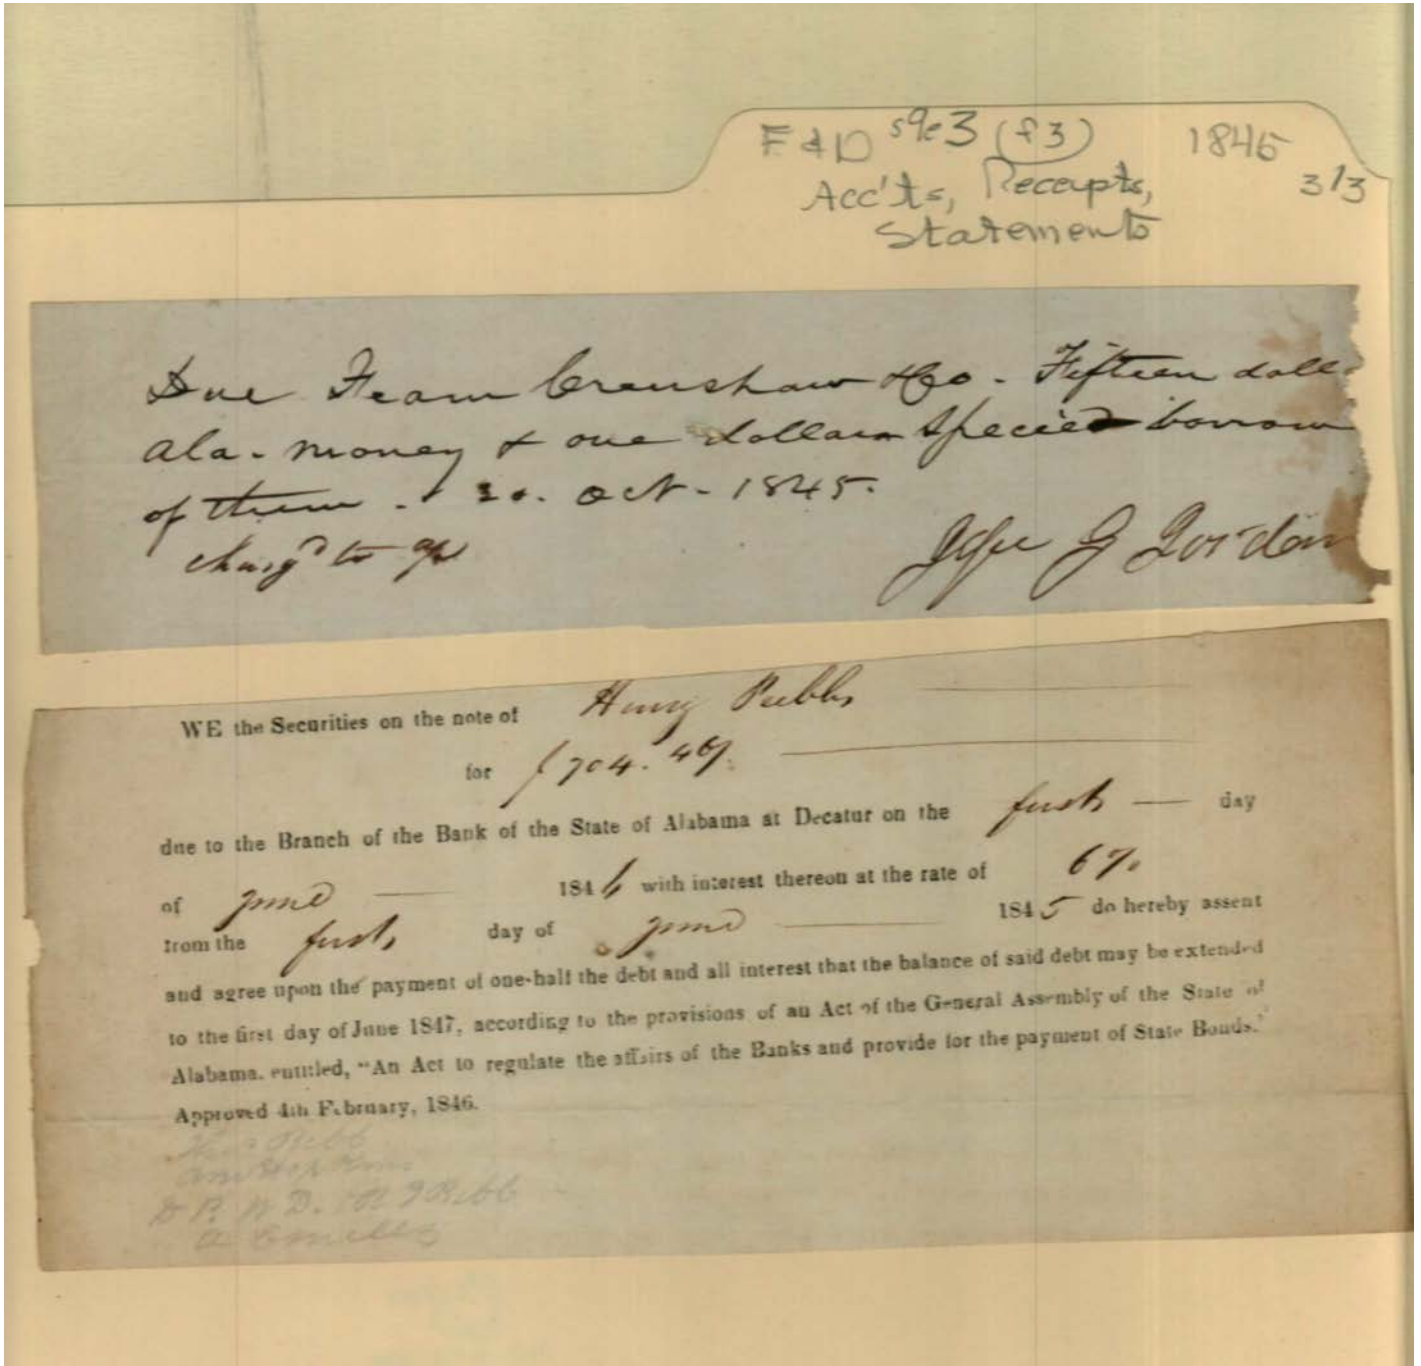 F & D s9e3 (f3) 1845
3/3
Acc'ts, Receipts,
Statements
Due Fearn Crenshaw & Co. Fifteen doll
Ala. money & one dollar specie borrow
of them. 20. Oct. 1845.
Jesse G Jordan
charg'd to a/c
WE the Securities on the note of Henry Peebles
for $704.49
due to the Branch of the Bank of the State of Alabama at Decatur on the first — day
of June — 1846 with interest thereon at the rate of 6%
from the first day of June — 1845 do hereby assent
and agree upon the payment of one-half the debt and all interest that the balance of said debt may be extended
to the first day of June 1847, according to the provisions of an Act of the General Assembly of the State of
Alabama, entitled, "An Act to regulate the affairs of the Banks and provide for the payment of State Bonds."
Approved 4th February, 1846.
Bibb